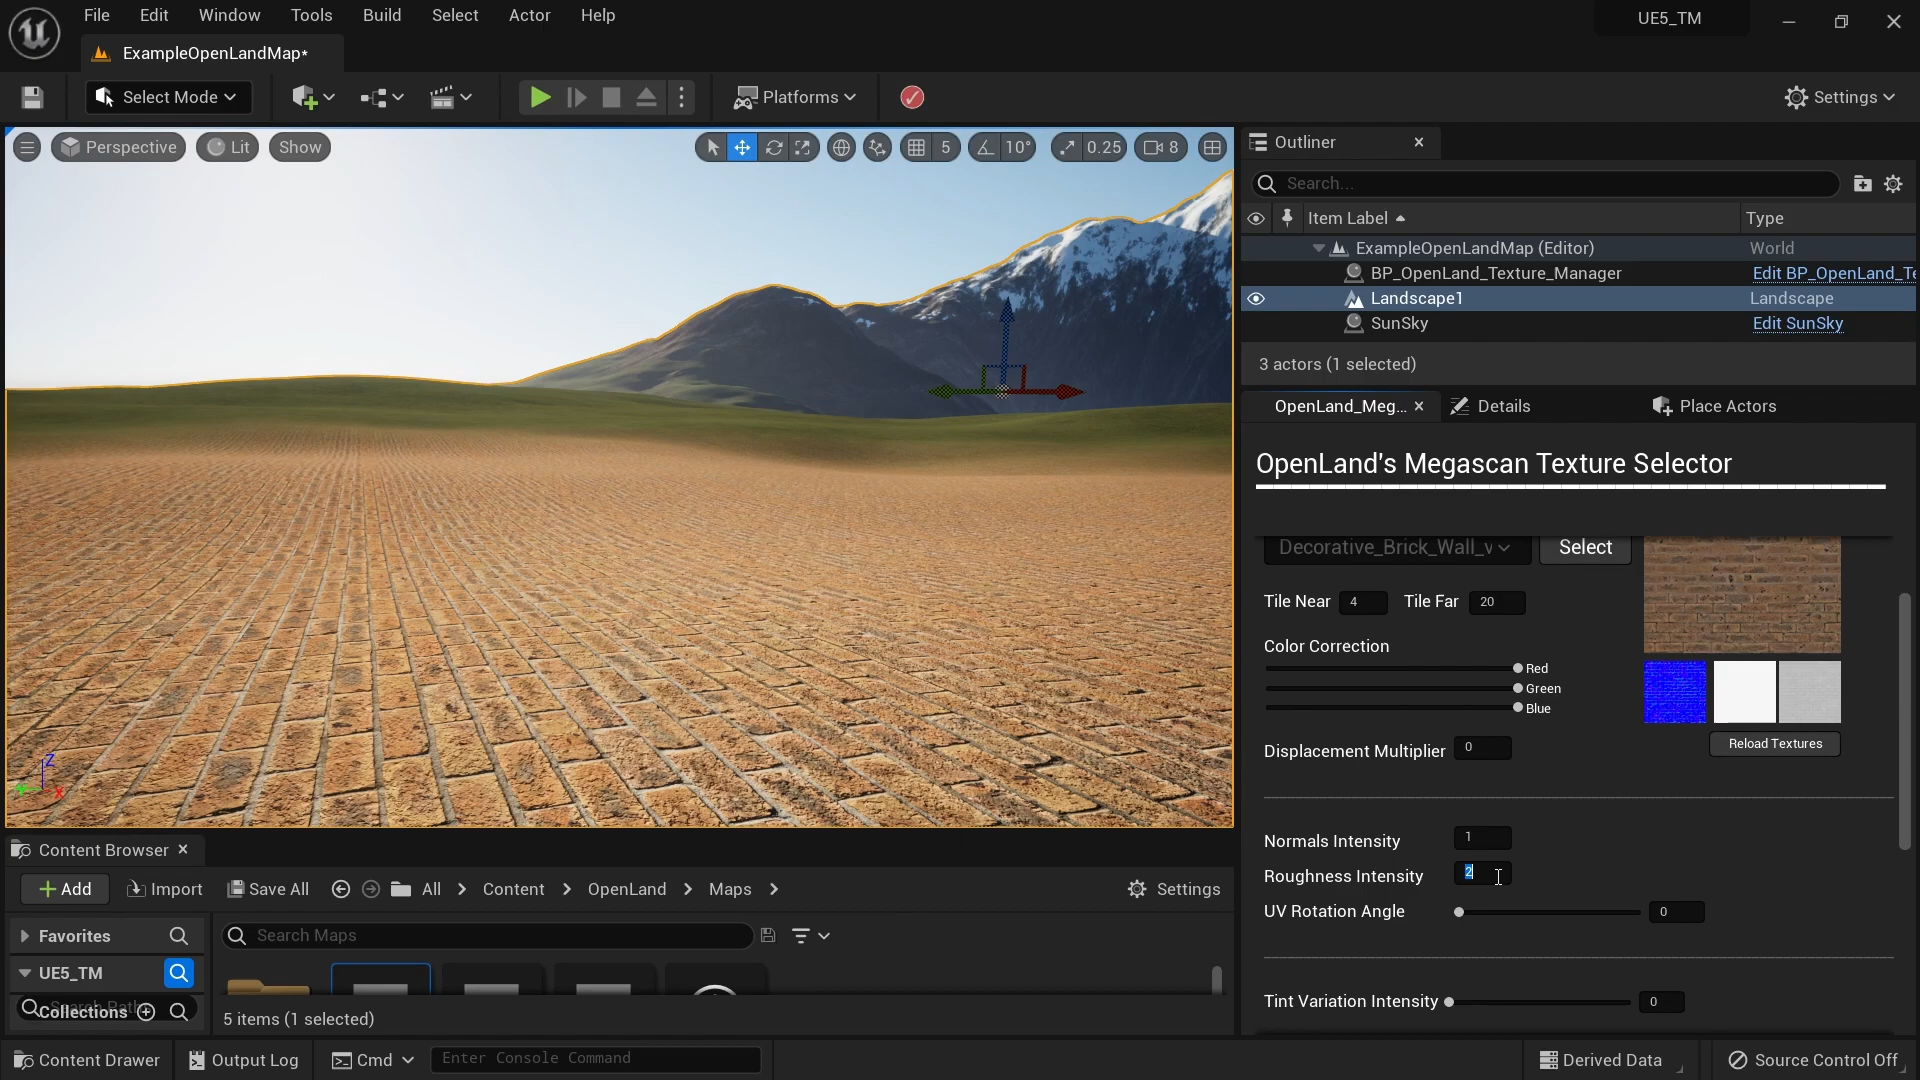 File Edit Window Tools Build Select Actor Help
UE5_TM
ExampleOpenLandMap*
Select Mode
Platforms
Settings
Perspective
Lit
Show
5
10°
0.25
8
Outliner
Search...
Item Label
Type
ExampleOpenLandMap (Editor)
World
BP_OpenLand_Texture_Manager
Edit BP_OpenLand_Te
Landscape1
Landscape
SunSky
Edit SunSky
3 actors (1 selected)
OpenLand_Meg...
Details
Place Actors
OpenLand's Megascan Texture Selector
Decorative_Brick_Wall_v
Select
Tile Near 4 Tile Far 20
Color Correction
Red
Green
Blue
Displacement Multiplier 0
Reload Textures
Normals Intensity 1
Roughness Intensity 2
UV Rotation Angle 0
Tint Variation Intensity 0
Z
X
Content Browser
Add
Import
Save All
All
Content
OpenLand
Maps
Settings
Favorites
Search Maps
UE5_TM
Collections
5 items (1 selected)
Content Drawer
Output Log
Cmd
Enter Console Command
Derived Data
Source Control Off